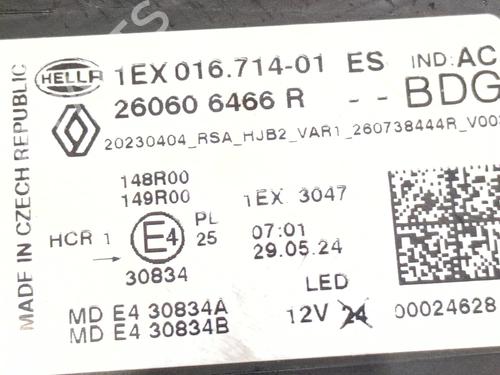 MADE IN CZECH REPUBLIC
HELLA 1EX 016.714-01 ES IND: AC
26060 6466 R - - BDG
20230404_RSA_HJB2_VAR1_260738444R_V00
148R00
149R00
1EX 3047
HCR 1 E4 PL
25
07:01
29.05.24
30834
LED
MD E4 30834A
MD E4 30834B
12V 24
00024628